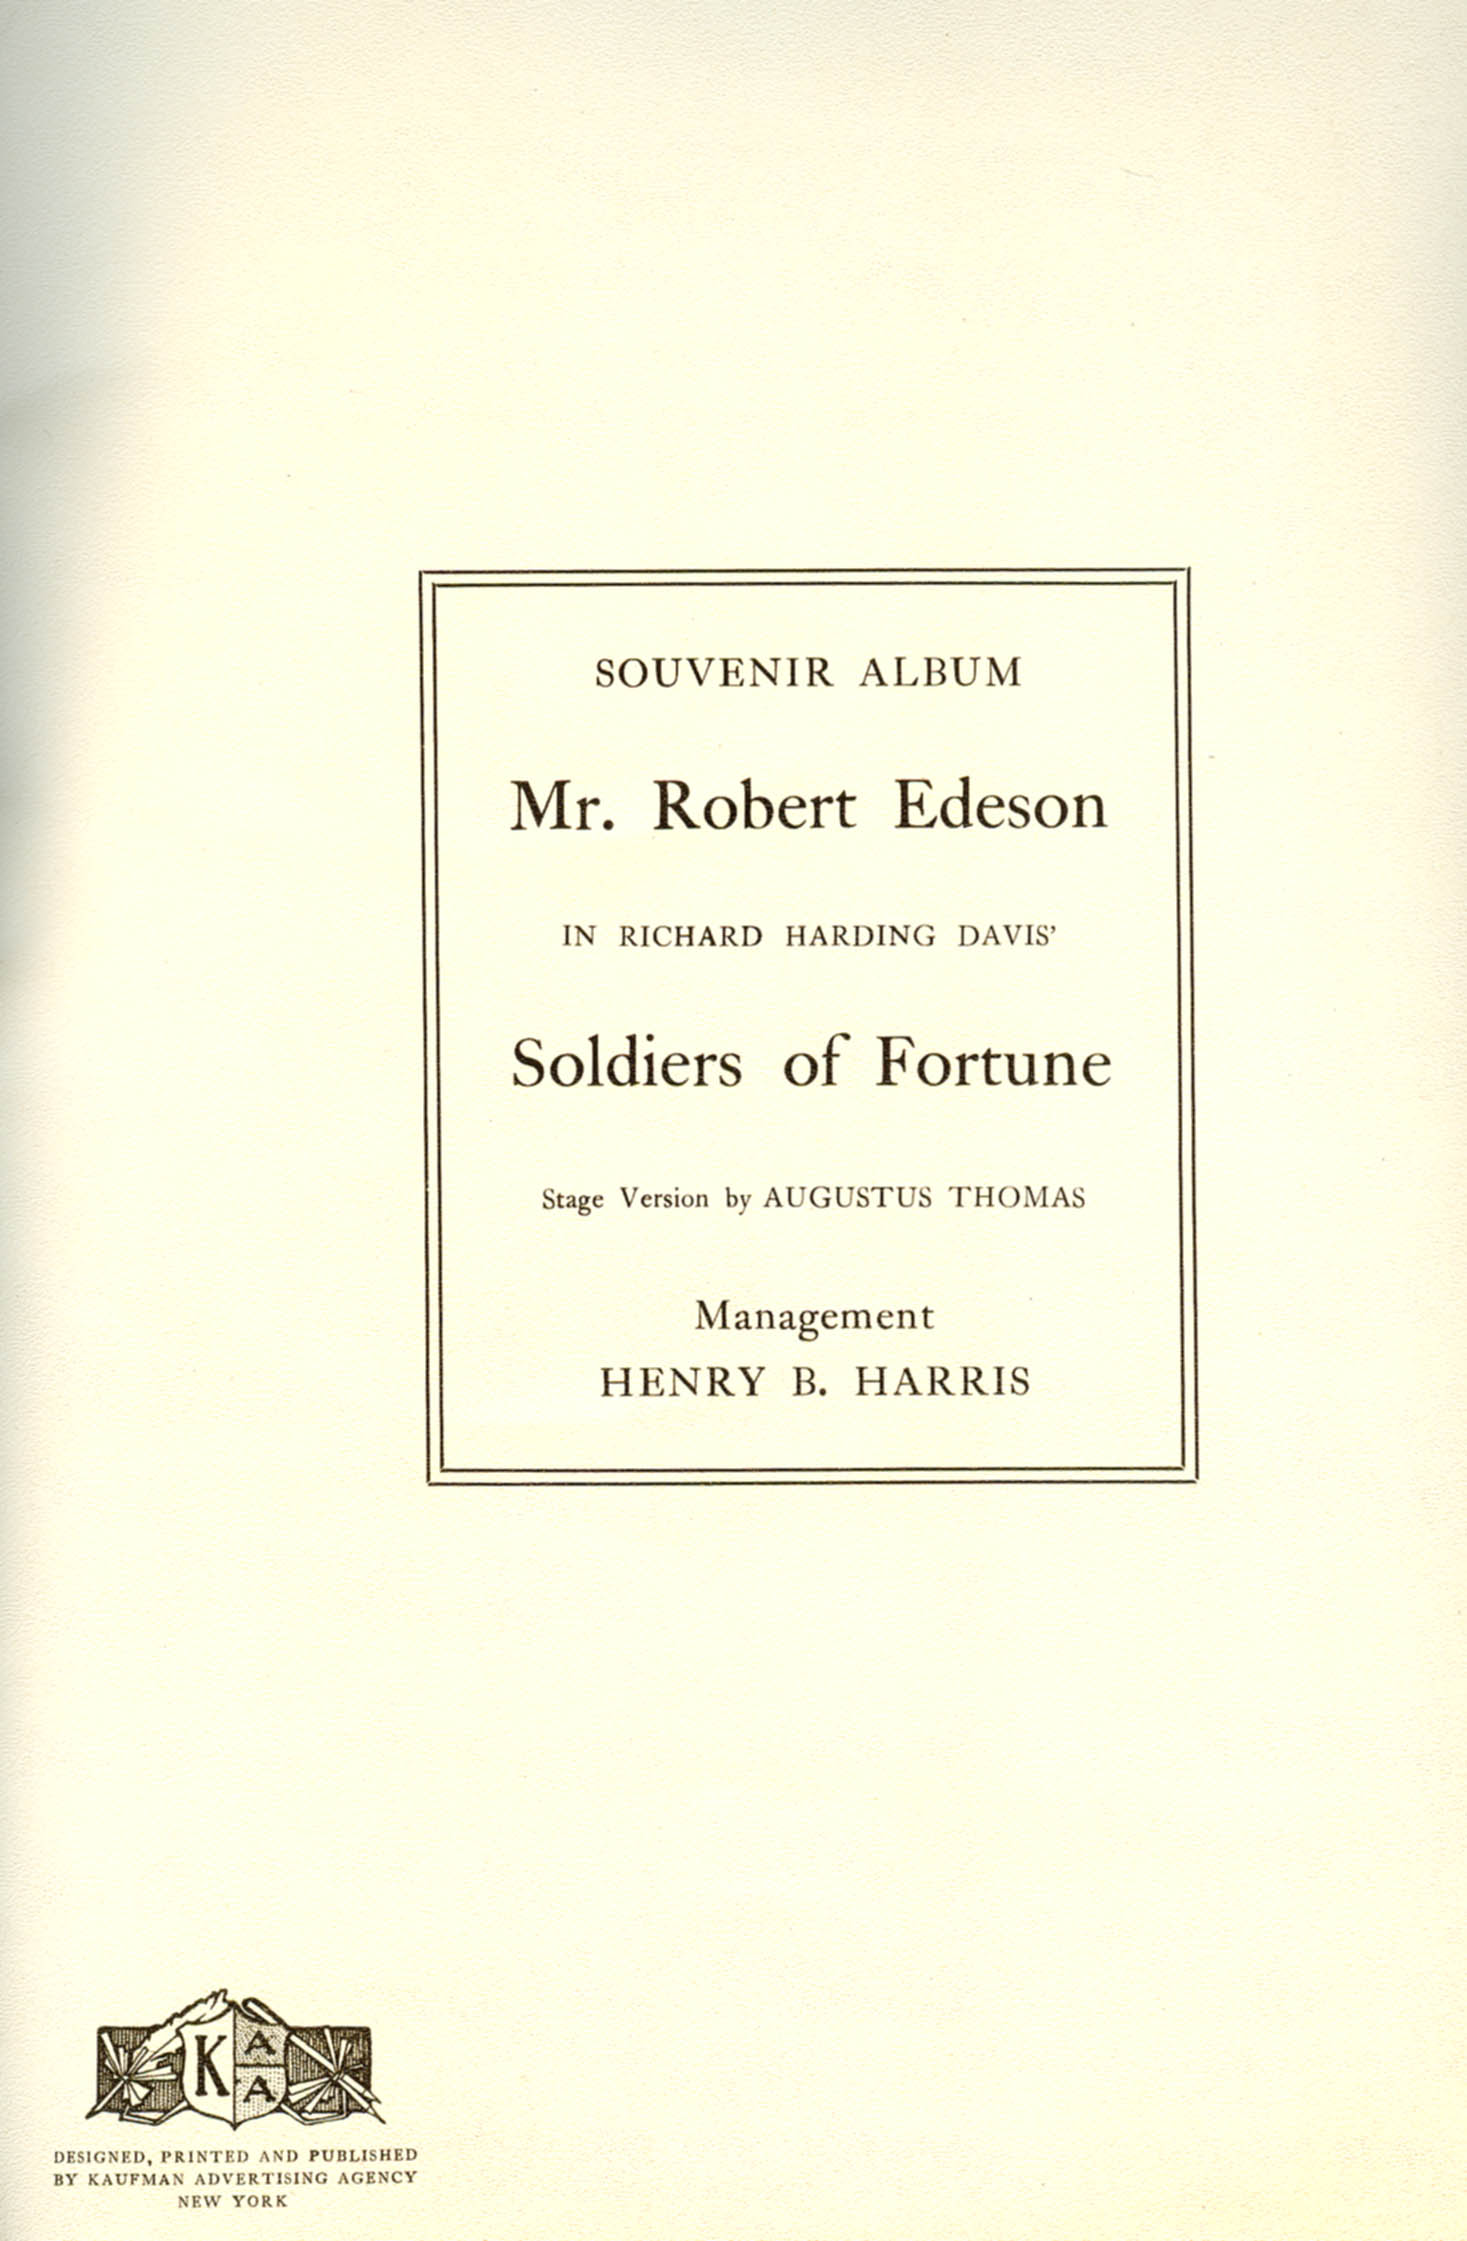 SOUVENIR ALBUM
Mr. Robert Edeson
IN RICHARD HARDING DAVIS'
Soldiers of Fortune
Stage Version by AUGUSTUS THOMAS
Management
HENRY B. HARRIS
K A
A
DESIGNED, PRINTED AND PUBLISHED
BY KAUFMAN ADVERTISING AGENCY
NEW YORK